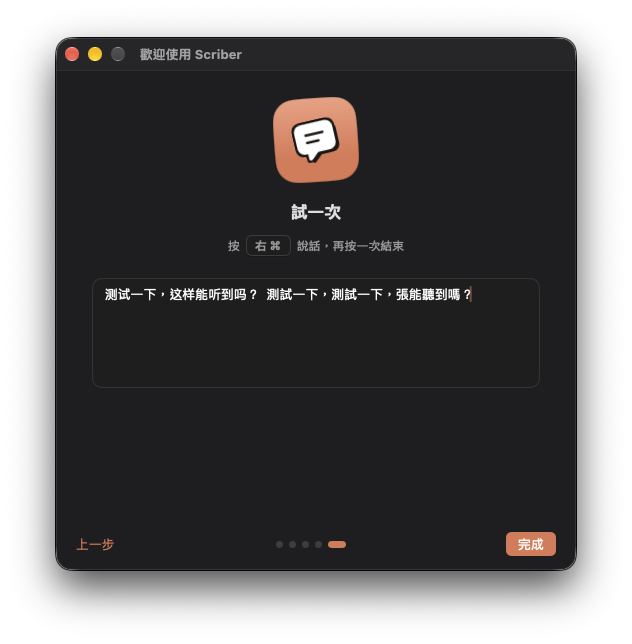 歡迎使用 Scriber
試一次
按 右 ⌘ 說話，再按一次結束
测试一下，这样能听到吗？ 測試一下，測試一下，張能聽到嗎？
上一步
完成